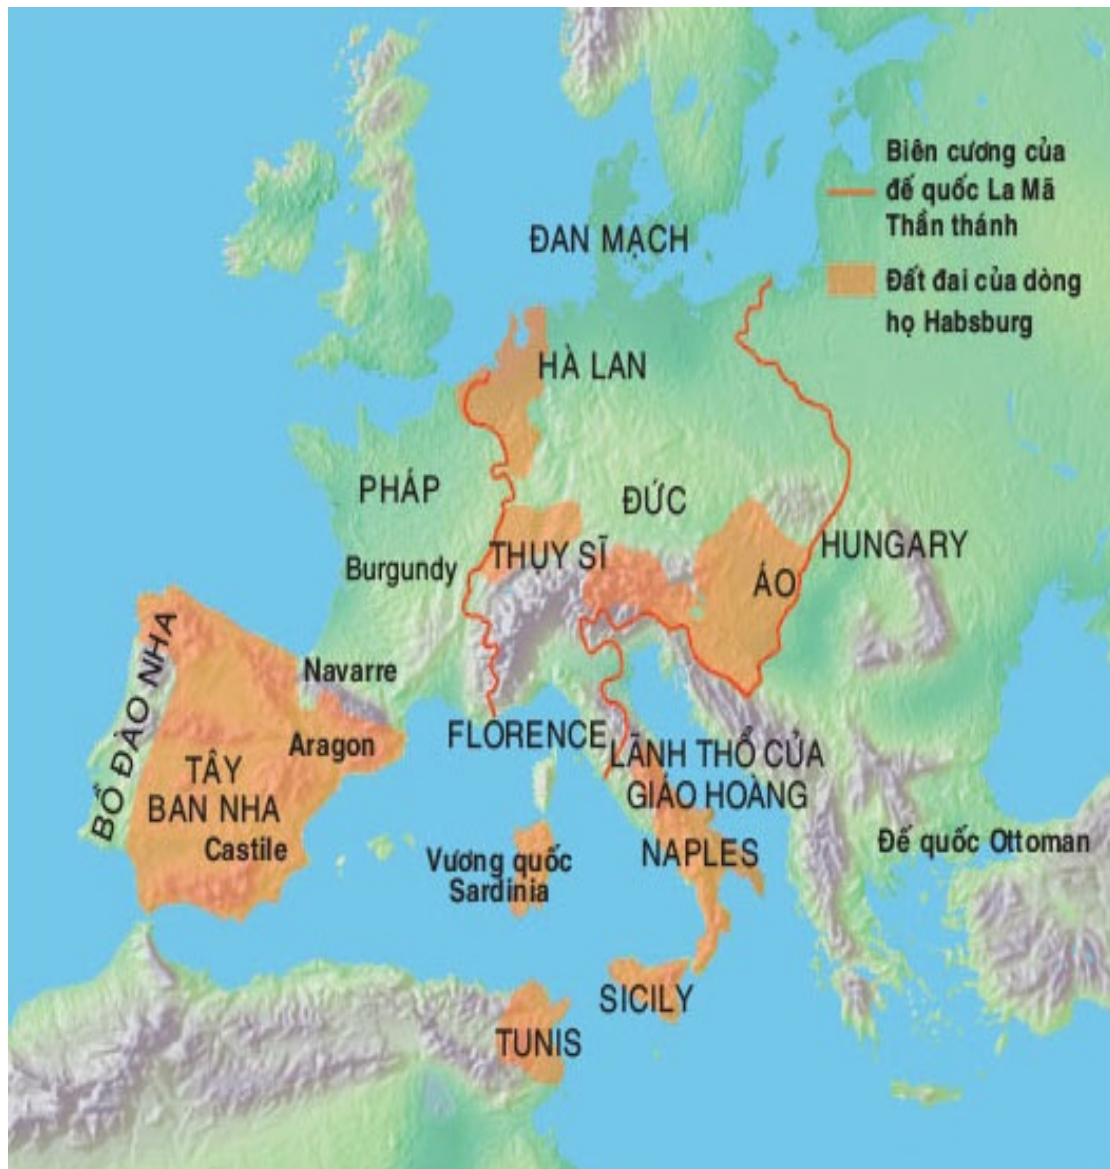 Biên cương của
đế quốc La Mã
Thần thánh
ĐAN MẠCH
Đất đai của dòng
họ Habsburg
HÀ LAN
PHÁP
ĐỨC
THỤY SĨ
HUNGARY
Burgundy
ÁO
BỒ ĐÀO NHA
Navarre
FLORENCE
Aragon
LÃNH THỔ CỦA
GIÁO HOÀNG
TÂY
BAN NHA
Castile
Vương quốc
Sardinia
NAPLES
Đế quốc Ottoman
SICILY
TUNIS